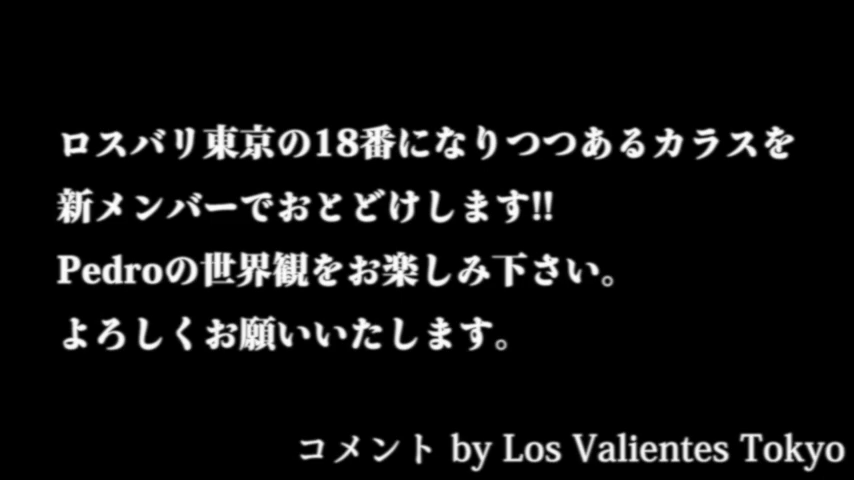 ロスバリ東京の18番になりつつあるカラスを
新メンバーでおとどけします!!
Pedroの世界観をお楽しみ下さい。
よろしくお願いいたします。
コメント by Los Valientes Tokyo